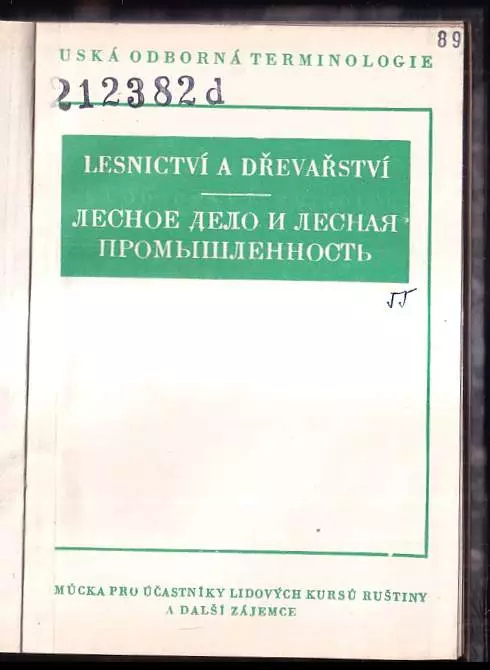 89
USKÁ ODBORNÁ TERMINOLOGIE
212382d
LESNICTVÍ A DŘEVAŘSTVÍ
ЛЕСНОЕ ДЕЛО И ЛЕСНАЯ
ПРОМЫШЛЕННОСТЬ
MŮCKA PRO ÚČASTNÍKY LIDOVÝCH KURSŮ RUŠTINY
A DALŠÍ ZÁJEMCE